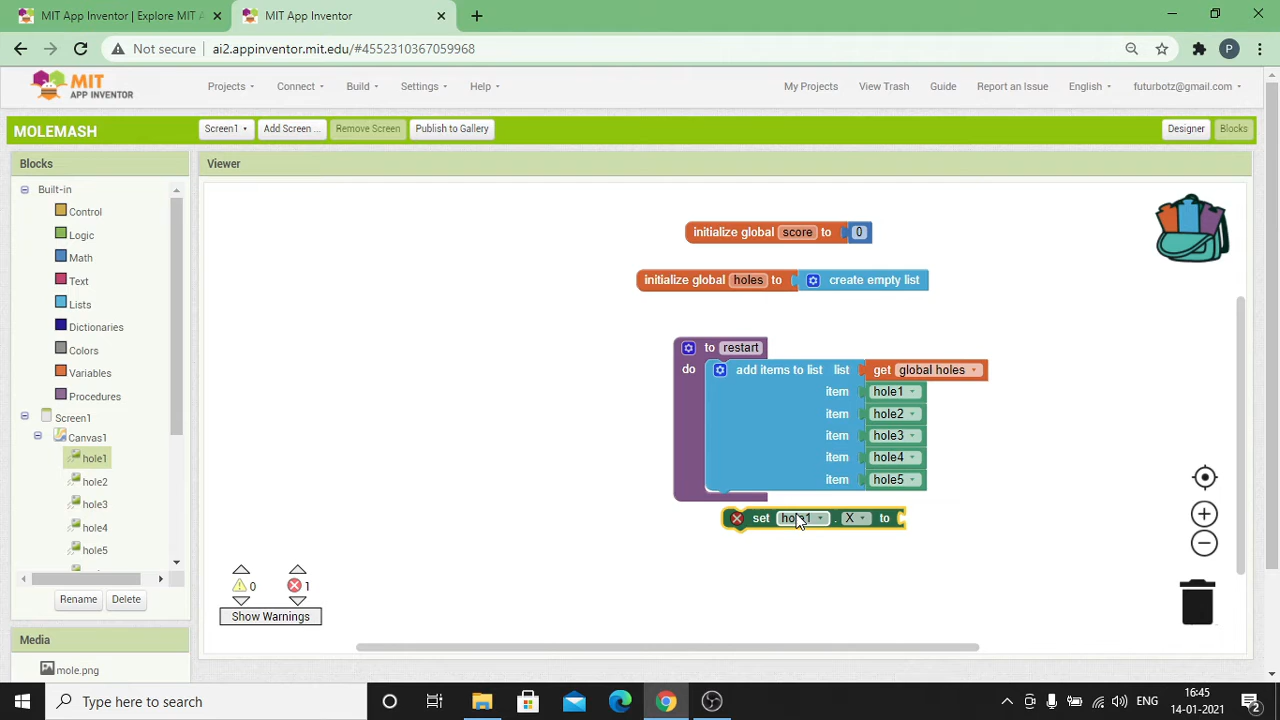 MIT App Inventor | Explore MIT A
MIT App Inventor
Not secure
ai2.appinventor.mit.edu/#4552310367059968
P
MIT
APP INVENTOR
Projects
Connect
Build
Settings
Help
My Projects
View Trash
Guide
Report an Issue
English
futurbotz@gmail.com
MOLEMASH
Screen1
Add Screen ...
Remove Screen
Publish to Gallery
Designer
Blocks
Blocks
Viewer
Built-in
Control
Logic
Math
Text
Lists
Dictionaries
Colors
Variables
Procedures
Screen1
Canvas1
hole1
hole2
hole3
hole4
hole5
Rename
Delete
Media
mole.png
initialize global score to 0
initialize global holes to create empty list
to restart
do add items to list list get global holes
item hole1
item hole2
item hole3
item hole4
item hole5
set hole1 . X to
0
1
Show Warnings
Type here to search
ENG
16:45
14-01-2021
2